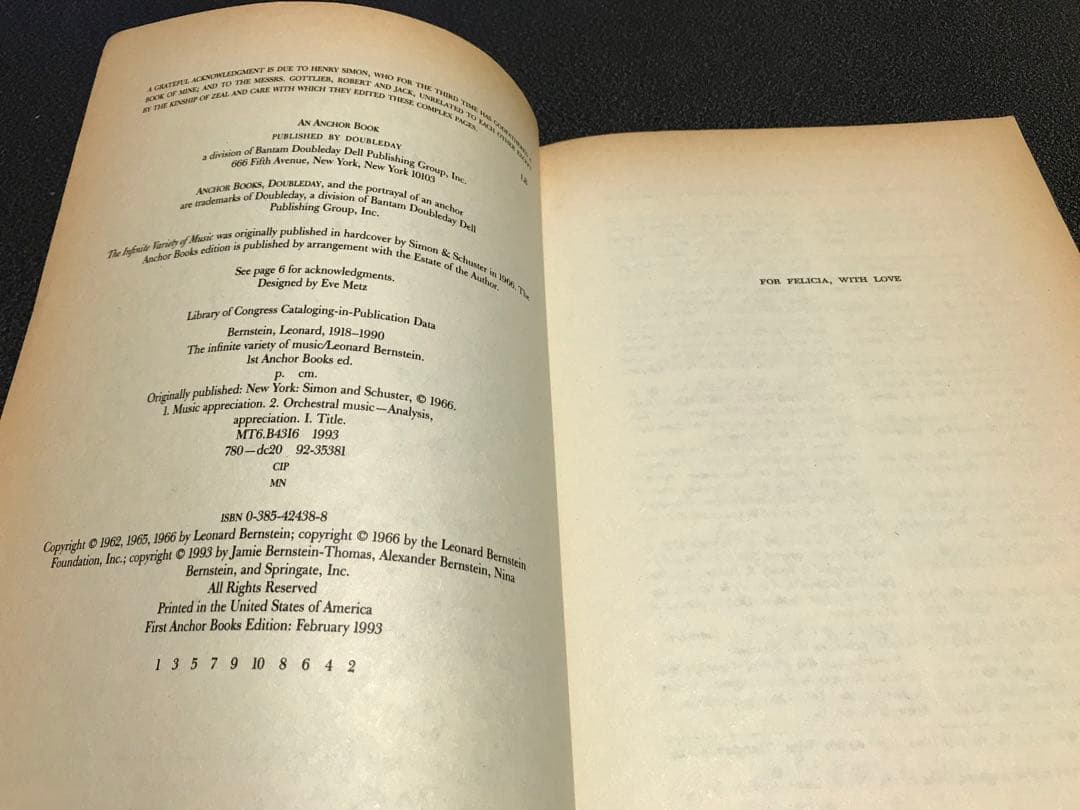 A GRATEFUL ACKNOWLEDGMENT IS DUE TO HENRY SIMON, WHO FOR THE THIRD TIME HAS GODFATHERED A
BOOK OF MINE; AND TO THE MESSRS. GOTTLIEB, ROBERT AND JACK, UNRELATED TO EACH OTHER EXCEPT
BY THE KINSHIP OF ZEAL AND CARE WITH WHICH THEY EDITED THESE COMPLEX PAGES.
AN ANCHOR BOOK
PUBLISHED BY DOUBLEDAY
a division of Bantam Doubleday Dell Publishing Group, Inc.
666 Fifth Avenue, New York, New York 10103
ANCHOR BOOKS, DOUBLEDAY, and the portrayal of an anchor
are trademarks of Doubleday, a division of Bantam Doubleday Dell
Publishing Group, Inc.
The Infinite Variety of Music was originally published in hardcover by Simon & Schuster in 1966. The
Anchor Books edition is published by arrangement with the Estate of the Author.
See page 6 for acknowledgments.
Designed by Eve Metz
Library of Congress Cataloging-in-Publication Data
Bernstein, Leonard, 1918–1990
The infinite variety of music/Leonard Bernstein.
1st Anchor Books ed.
p. cm.
Originally published: New York: Simon and Schuster, © 1966.
1. Music appreciation. 2. Orchestral music—Analysis,
appreciation. I. Title.
MT6.B43I6 1993
780—dc20 92-35381
CIP
MN
ISBN 0-385-42438-8
Copyright © 1962, 1965, 1966 by Leonard Bernstein; copyright © 1966 by the Leonard Bernstein
Foundation, Inc.; copyright © 1993 by Jamie Bernstein-Thomas, Alexander Bernstein, Nina
Bernstein, and Springate, Inc.
All Rights Reserved
Printed in the United States of America
First Anchor Books Edition: February 1993
1 3 5 7 9 10 8 6 4 2
FOR FELICIA, WITH LOVE